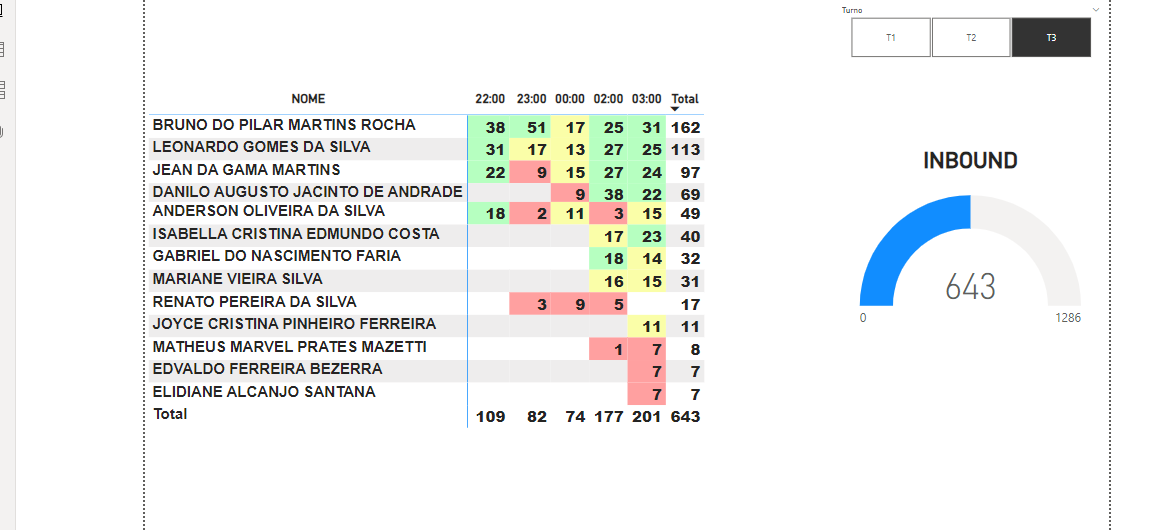 Turno
T1 T2 T3
NOME 22:00 23:00 00:00 02:00 03:00 Total
BRUNO DO PILAR MARTINS ROCHA 38 51 17 25 31 162
LEONARDO GOMES DA SILVA 31 17 13 27 25 113
JEAN DA GAMA MARTINS 22 9 15 27 24 97
DANILO AUGUSTO JACINTO DE ANDRADE 9 38 22 69
ANDERSON OLIVEIRA DA SILVA 18 2 11 3 15 49
ISABELLA CRISTINA EDMUNDO COSTA 17 23 40
GABRIEL DO NASCIMENTO FARIA 18 14 32
MARIANE VIEIRA SILVA 16 15 31
RENATO PEREIRA DA SILVA 3 9 5 17
JOYCE CRISTINA PINHEIRO FERREIRA 11 11
MATHEUS MARVEL PRATES MAZETTI 1 7 8
EDVALDO FERREIRA BEZERRA 7 7
ELIDIANE ALCANJO SANTANA 7 7
Total 109 82 74 177 201 643
INBOUND
643
0 1286